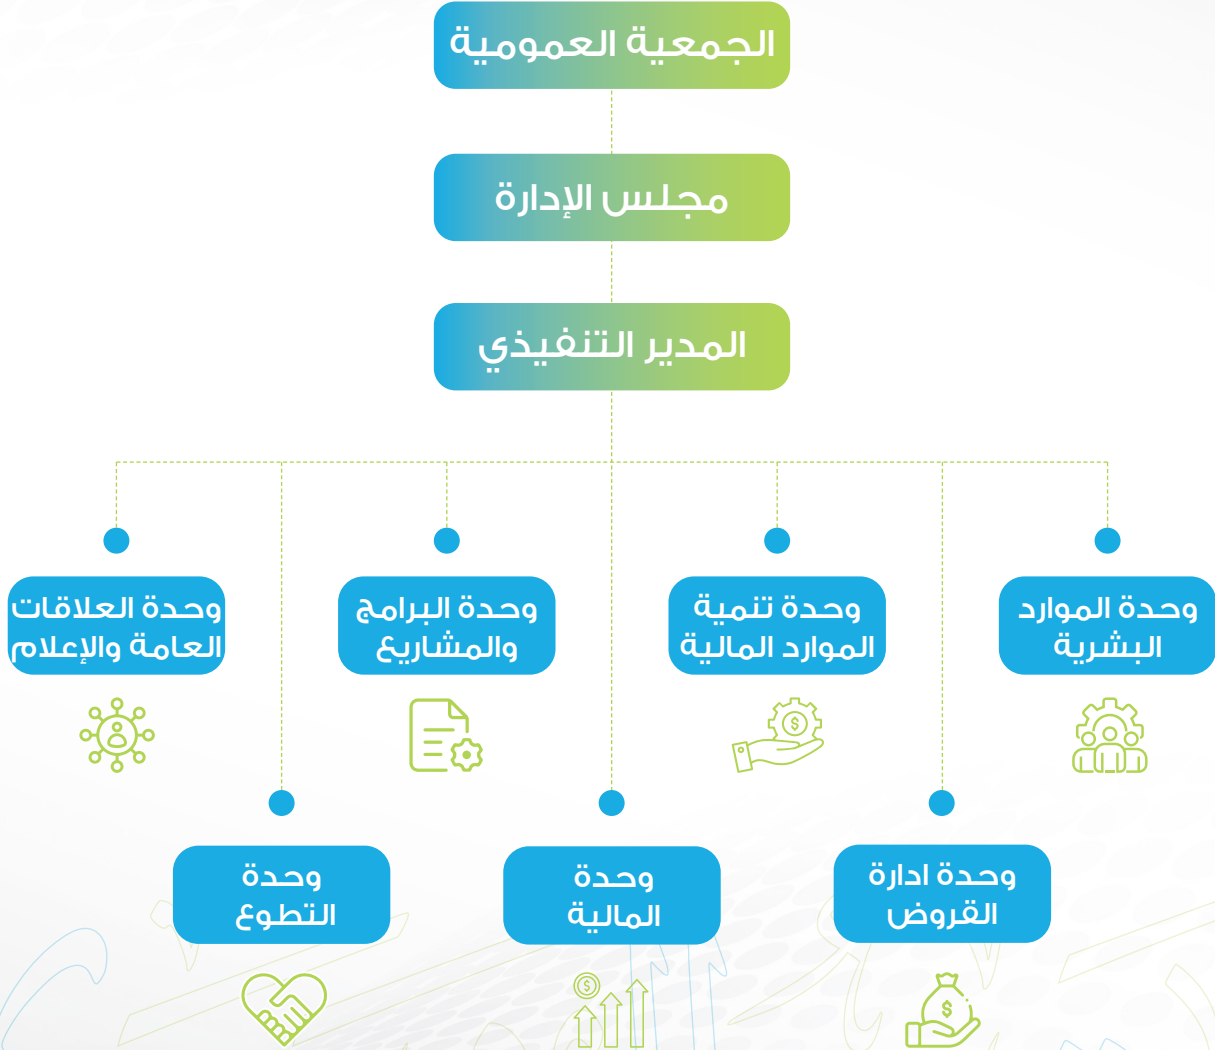 الجمعية العمومية
مجلس الإدارة
المدير التنفيذي
وحدة الموارد
البشرية
وحدة تنمية
الموارد المالية
وحدة البرامج
والمشاريع
وحدة العلاقات
العامة والإعلام
وحدة ادارة
القروض
وحدة
المالية
وحدة
التطوع